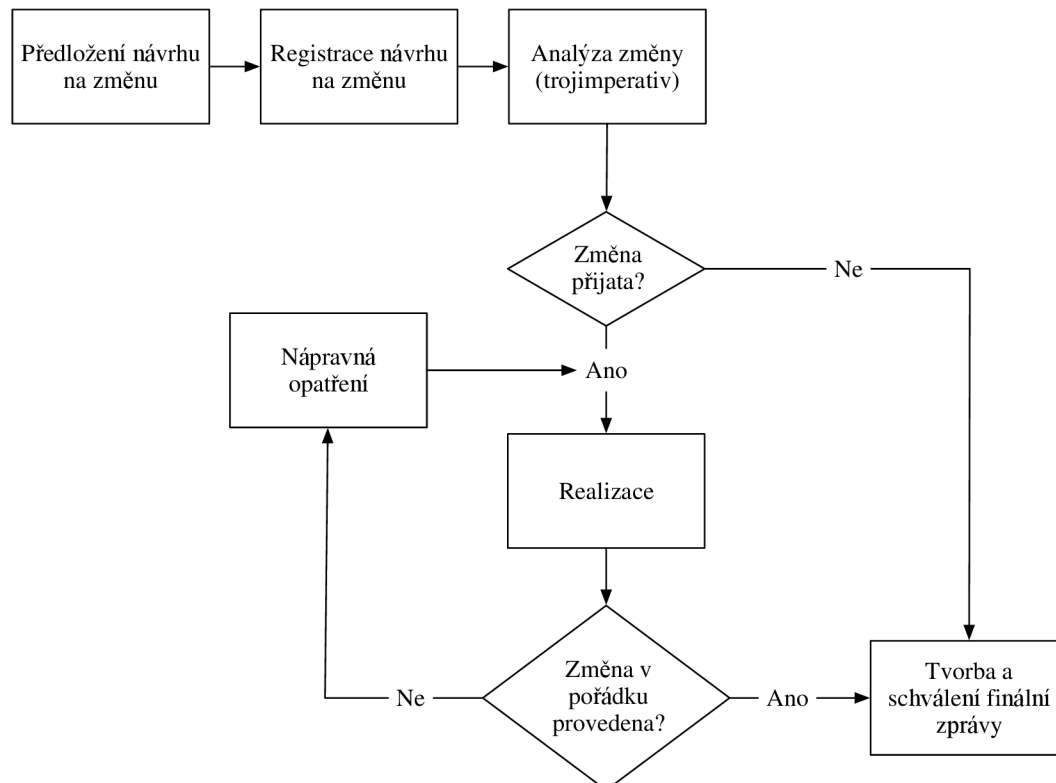 Předložení návrhu
na změnu
Registrace návrhu
na změnu
Analýza změny
(trojimperativ)
Změna
přijata?
Ne
Nápravná
opatření
Ano
Realizace
Změna v
pořádku
provedena?
Ne
Ano
Tvorba a
schválení finální
zprávy